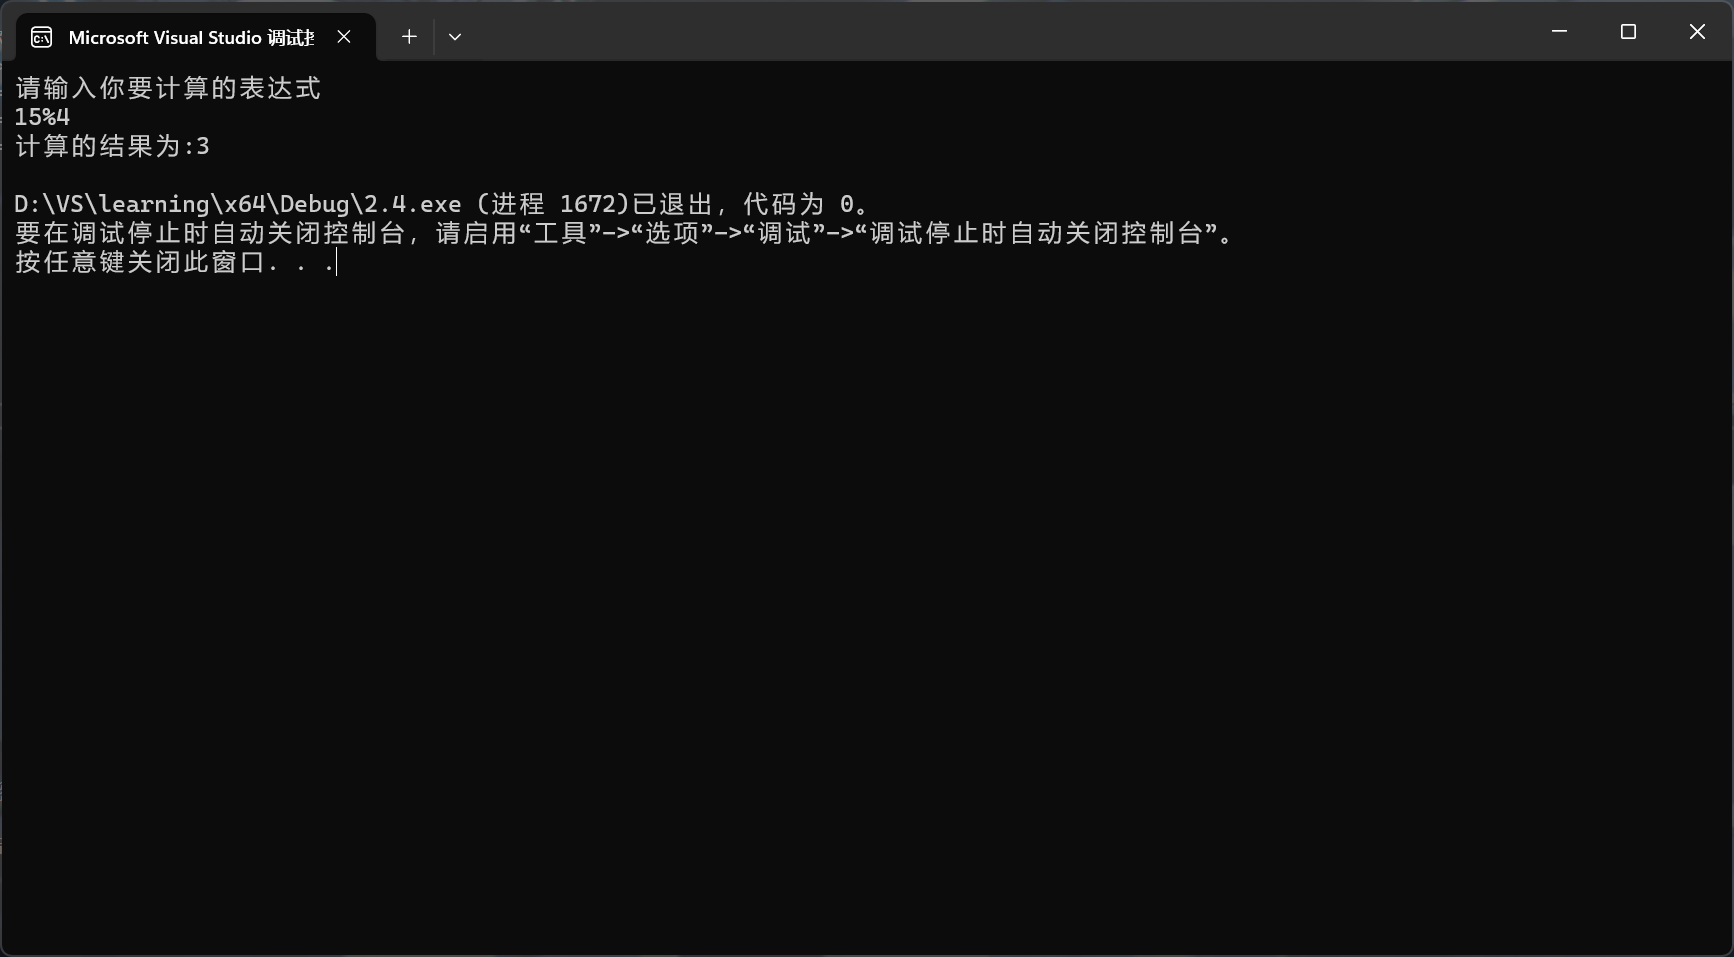 Microsoft Visual Studio 调试
请输入你要计算的表达式
15%4
计算的结果为:3
D:\VS\learning\x64\Debug\2.4.exe (进程 1672)已退出，代码为 0。
要在调试停止时自动关闭控制台，请启用“工具”->“选项”->“调试”->“调试停止时自动关闭控制台”。
按任意键关闭此窗口. . .